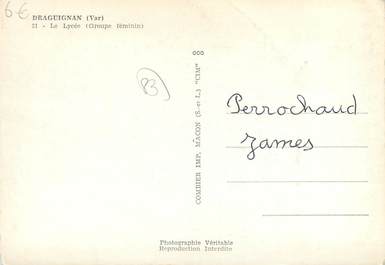 6€
DRAGUIGNAN (Var)
21 - Le Lycée (Groupe féminin)
83
COMBIER IMP. MACON (S.-et-L.) "CIM"
Perrochaud
James
Photographie Véritable
Reproduction Interdite